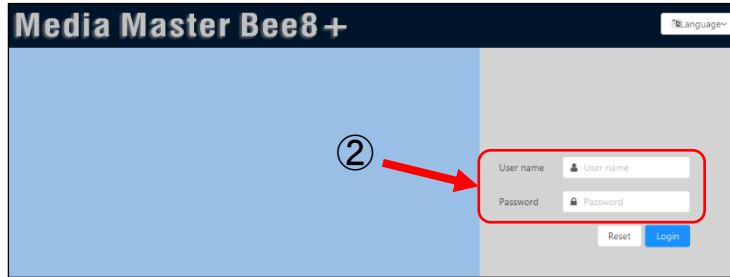 Media Master Bee8+
Language
②
User name User name
Password Password
Reset Login